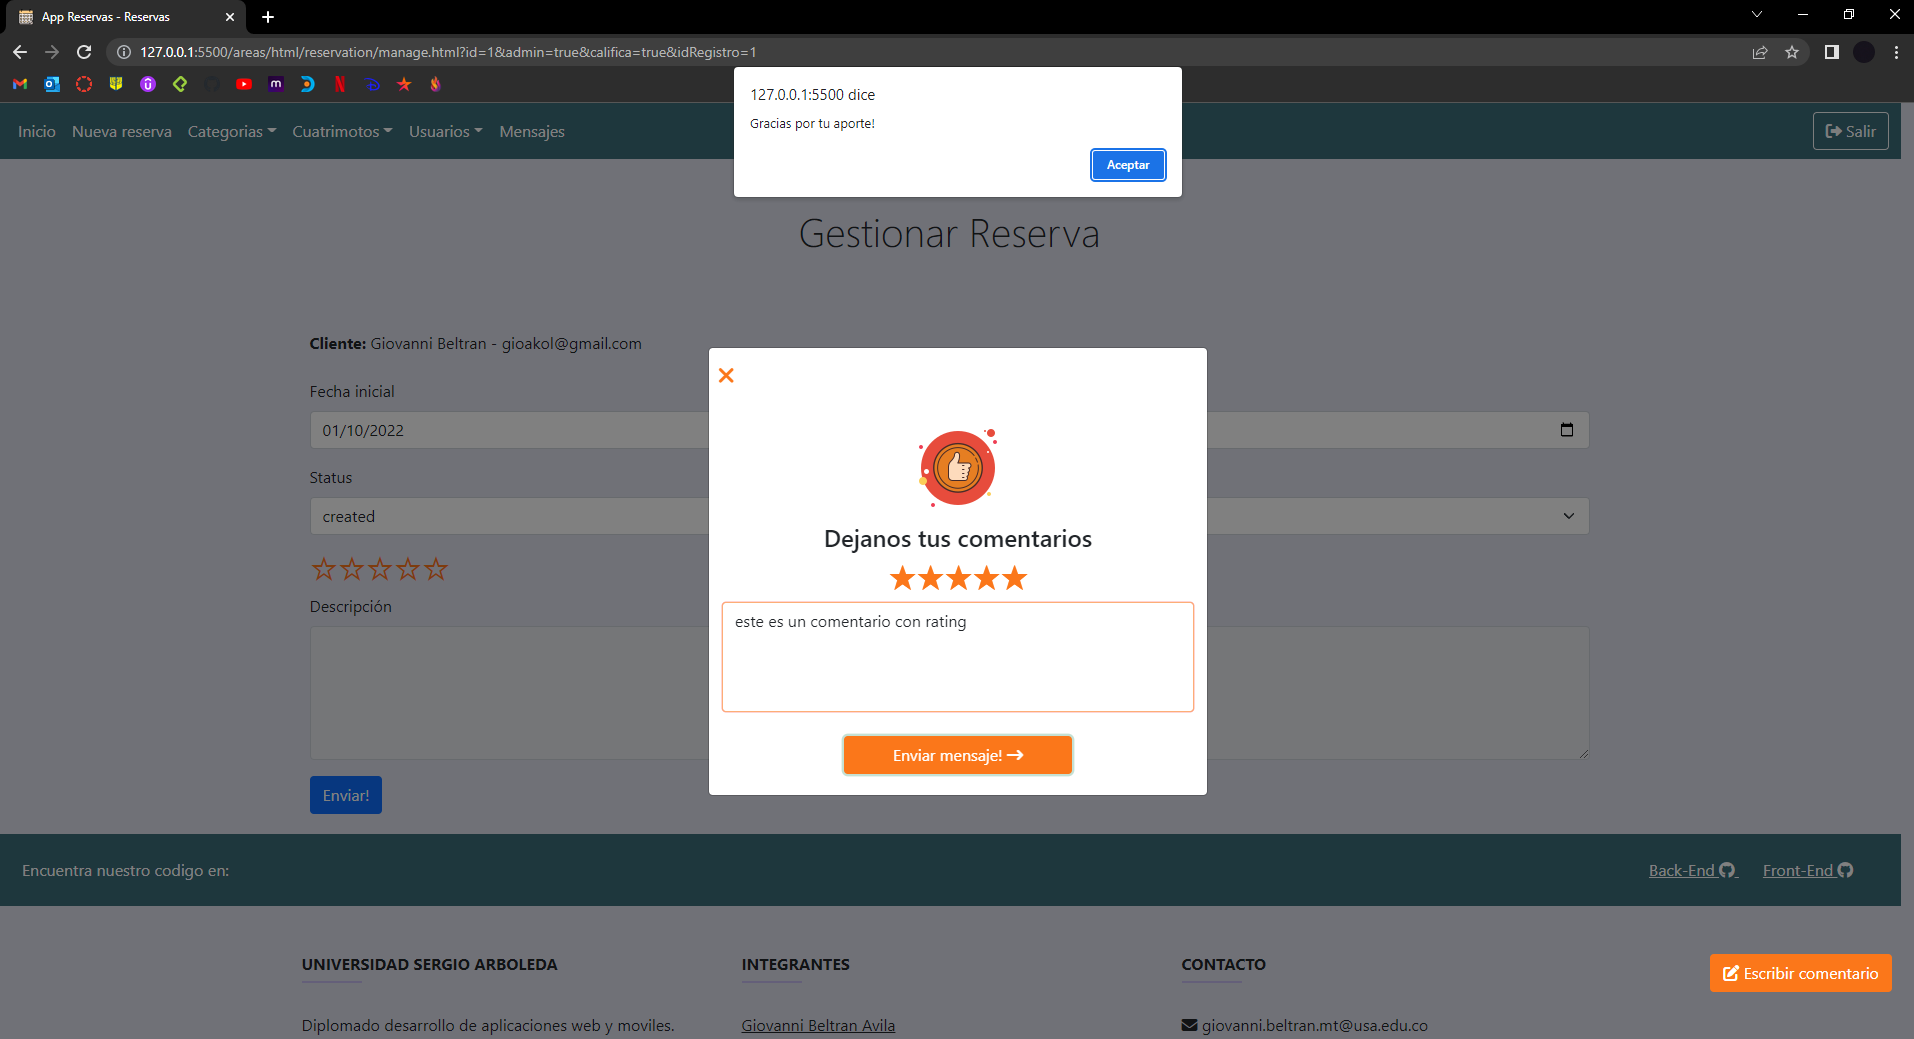 App Reservas - Reservas
127.0.0.1:5500/areas/html/reservation/manage.html?id=1&admin=true&califica=true&idRegistro=1
127.0.0.1:5500 dice
Gracias por tu aporte!
Aceptar
Inicio Nueva reserva Categorias Cuatrimotos Usuarios Mensajes Salir
Gestionar Reserva
Cliente: Giovanni Beltran - gioakol@gmail.com
Fecha inicial
01/10/2022
Status
created
Descripción
Enviar!
Dejanos tus comentarios
este es un comentario con rating
Enviar mensaje!
Encuentra nuestro codigo en: Back-End Front-End
UNIVERSIDAD SERGIO ARBOLEDA INTEGRANTES CONTACTO
Escribir comentario
Diplomado desarrollo de aplicaciones web y moviles. Giovanni Beltran Avila giovanni.beltran.mt@usa.edu.co